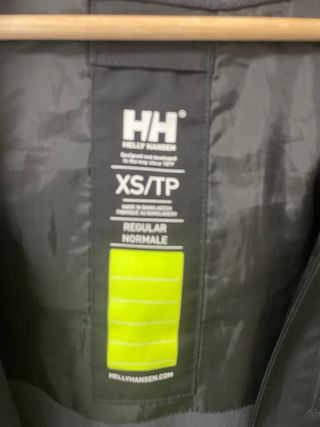 HH®
HELLY HANSEN
Designed and developed
in Norway since 1877
XS/TP
MADE IN BANGLADESH
FABRIQUÉ AU BANGLADESH
REGULAR
NORMALE
HELLYHANSEN.COM